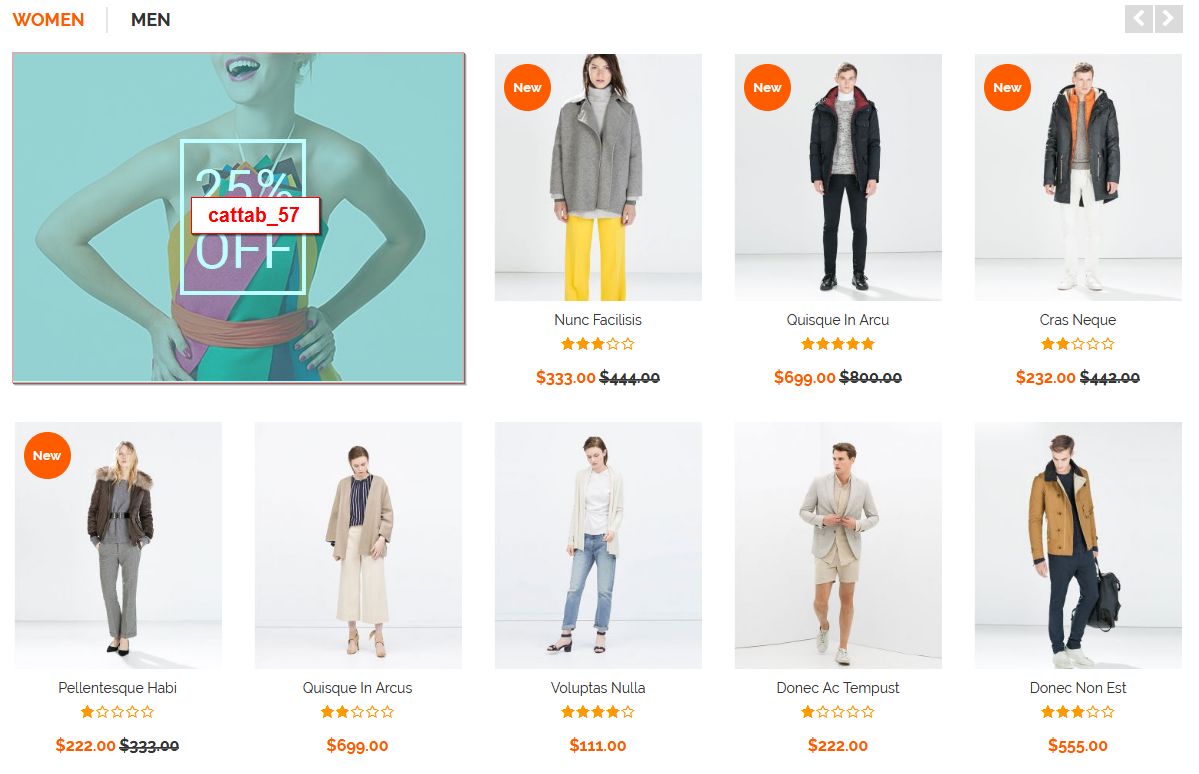 WOMEN
MEN
25%
cattab_57
OFF
New
Nunc Facilisis
$333.00 $444.00
New
Quisque In Arcu
$699.00 $800.00
New
Cras Neque
$232.00 $442.00
New
Pellentesque Habi
$222.00 $333.00
Quisque In Arcus
$699.00
Voluptas Nulla
$111.00
Donec Ac Tempust
$222.00
Donec Non Est
$555.00